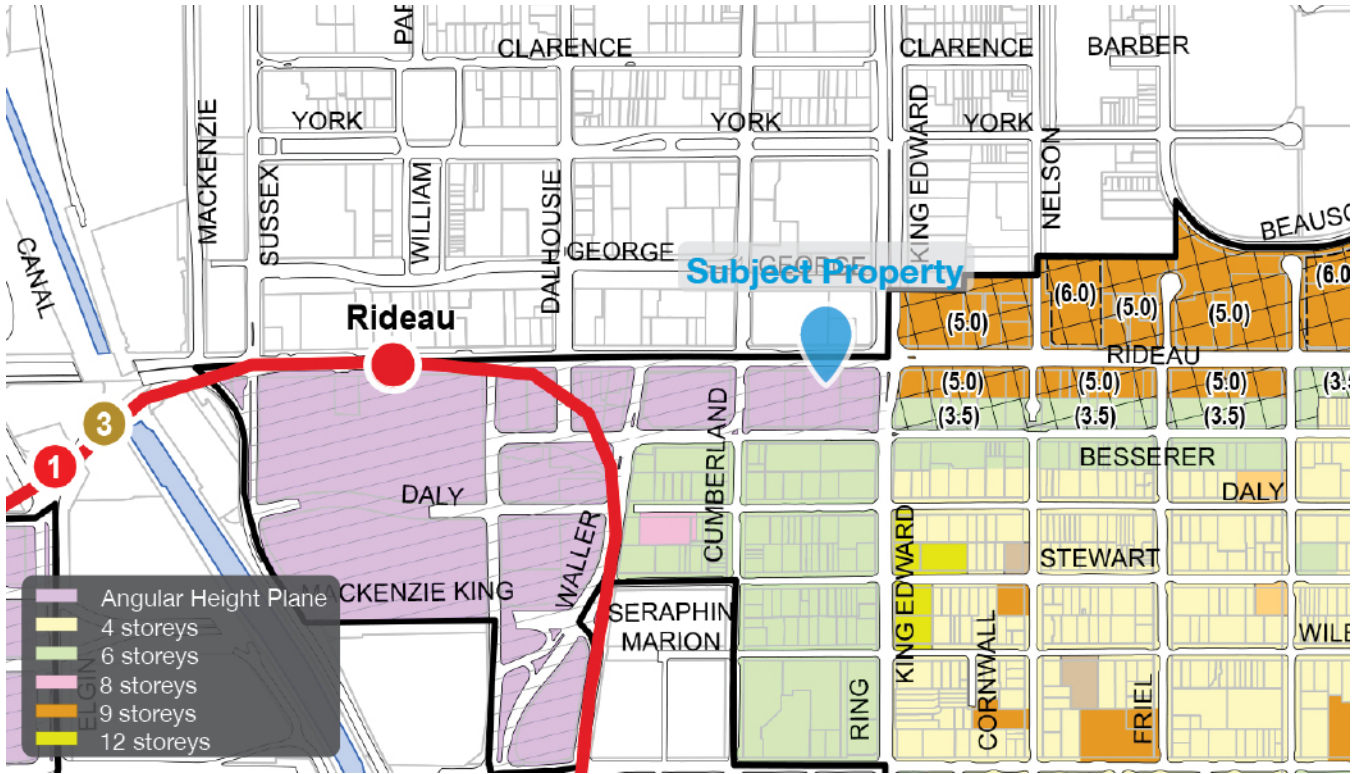 PAR
CLARENCE
CLARENCE
BARBER
MACKENZIE
YORK
YORK
KING EDWARD
YORK
SUSSEX
WILLIAM
DALHOUSIE
NELSON
CANAL
GEORGE
GEORGE
BEAUSO
Subject Property
(6.0)
(5.0)
(5.0)
(5.0)
(6.0
Rideau
RIDEAU
(5.0)
(5.0)
(5.0)
(3.5
(3.5)
(3.5)
(3.5)
CUMBERLAND
3
1
BESSERER
DALY
DALY
WALLER
KING EDWARD
STEWART
MACKENZIE KING
SERAPHIN
MARION
KING EDWARD
CORNWALL
WILB
RING
FRIEL
ELGIN
Angular Height Plane
4 storeys
6 storeys
8 storeys
9 storeys
12 storeys